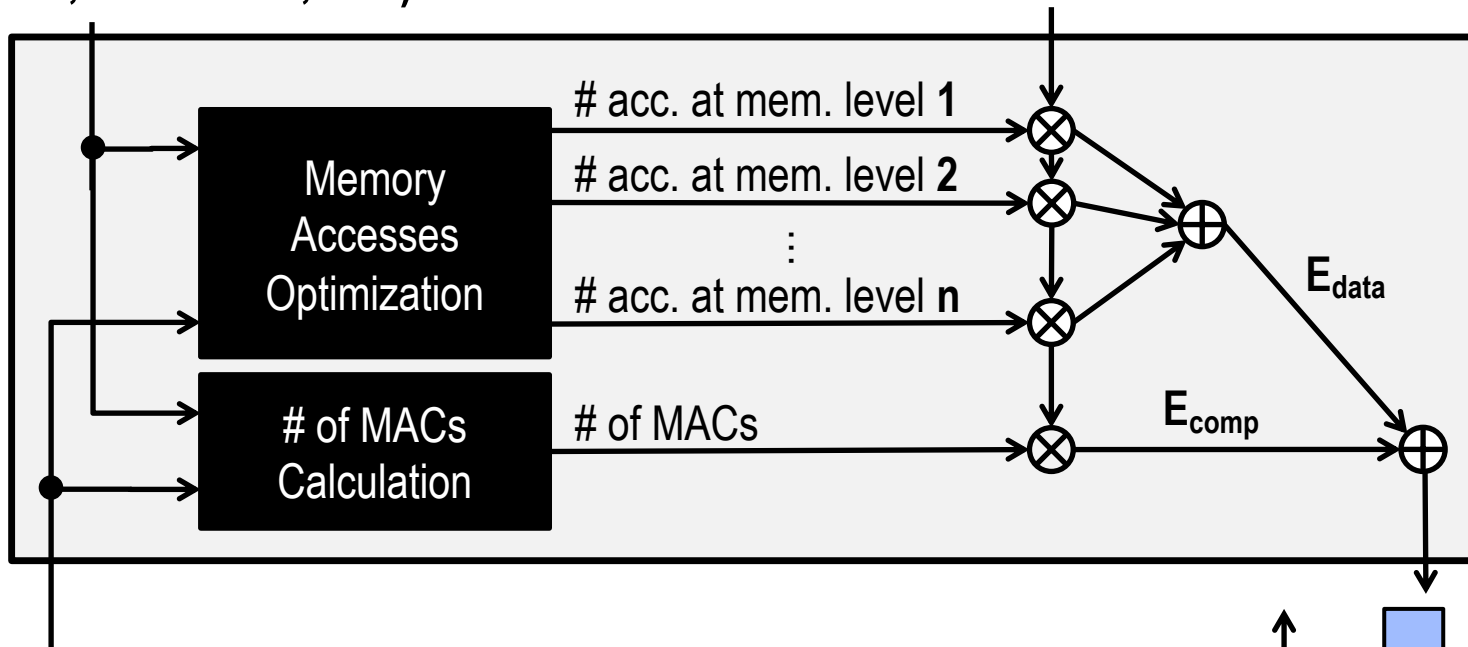 # acc. at mem. level 1
# acc. at mem. level 2
⋮
# acc. at mem. level n
Memory
Accesses
Optimization
E_data
# of MACs
Calculation
# of MACs
E_comp